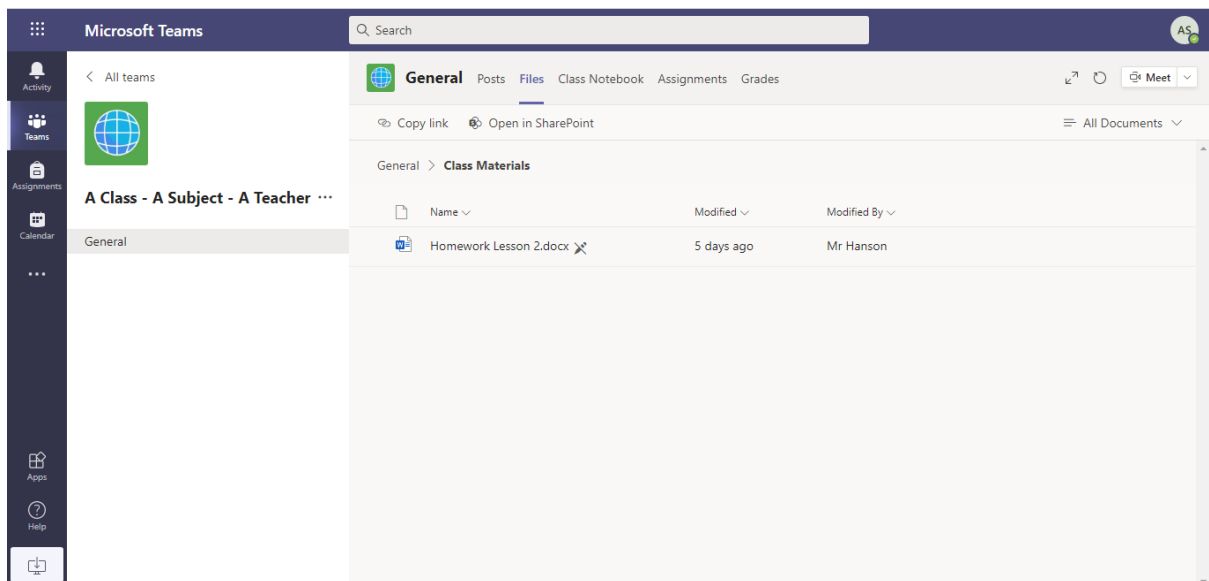 Microsoft Teams
Search
AS
Activity
Teams
Assignments
Calendar
Apps
Help
All teams
A Class - A Subject - A Teacher ...
General
General Posts Files Class Notebook Assignments Grades
Meet
Copy link Open in SharePoint
All Documents
General > Class Materials
Name Modified Modified By
Homework Lesson 2.docx 5 days ago Mr Hanson